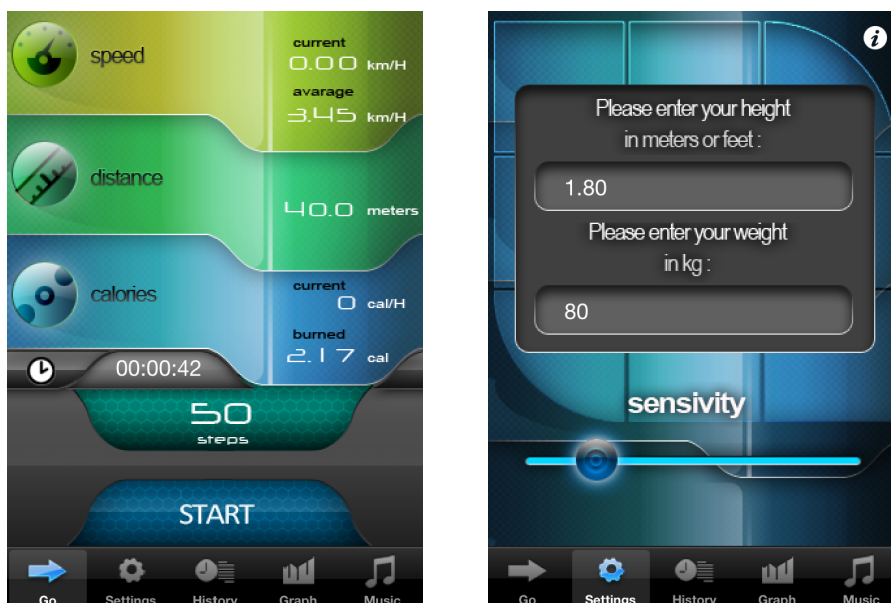 speed
current
0.00 km/H
avarage
3.45 km/H
distance
40.0 meters
calories
current
0 cal/H
burned
2.17 cal
00:00:42
50
steps
START
Go Settings History Graph Music
i
Please enter your height
in meters or feet :
1.80
Please enter your weight
in kg :
80
sensivity
Go Settings History Graph Music